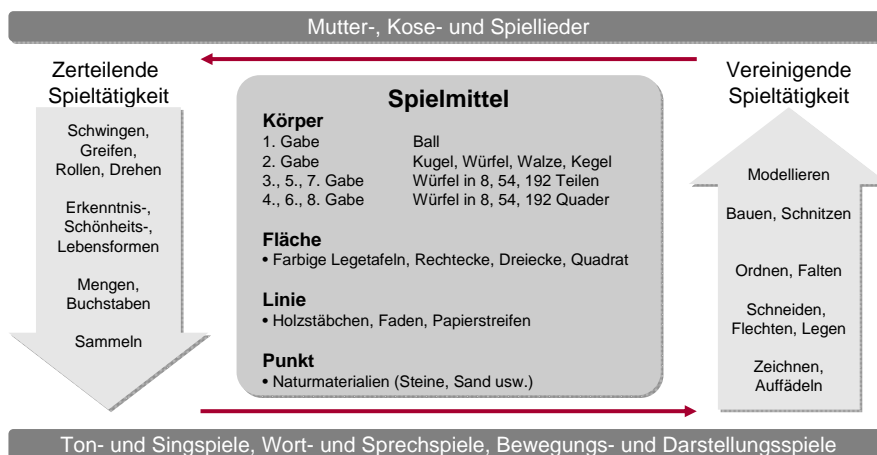 Mutter-, Kose- und Spiellieder
Zerteilende
Spieltätigkeit
Schwingen,
Greifen,
Rollen, Drehen
Erkenntnis-,
Schönheits-,
Lebensformen
Mengen,
Buchstaben
Sammeln
Spielmittel
Körper
1. Gabe Ball
2. Gabe Kugel, Würfel, Walze, Kegel
3., 5., 7. Gabe Würfel in 8, 54, 192 Teilen
4., 6., 8. Gabe Würfel in 8, 54, 192 Quader
Fläche
• Farbige Legetafeln, Rechtecke, Dreiecke, Quadrat
Linie
• Holzstäbchen, Faden, Papierstreifen
Punkt
• Naturmaterialien (Steine, Sand usw.)
Vereinigende
Spieltätigkeit
Modellieren
Bauen, Schnitzen
Ordnen, Falten
Schneiden,
Flechten, Legen
Zeichnen,
Auffädeln
Ton- und Singspiele, Wort- und Sprechspiele, Bewegungs- und Darstellungsspiele